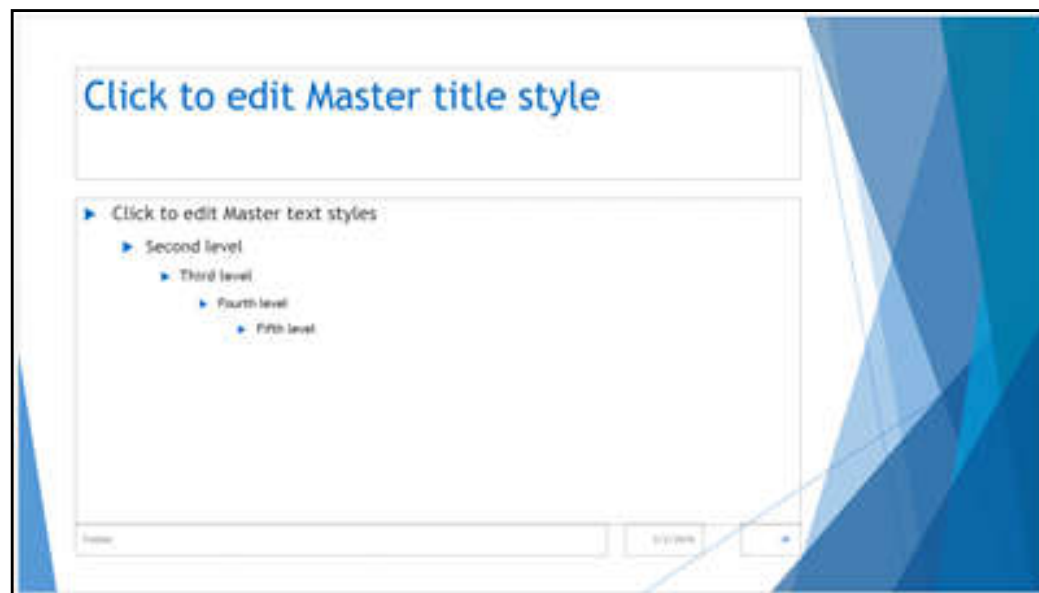 Click to edit Master title style
Click to edit Master text styles
Second level
Third level
Fourth level
Fifth level